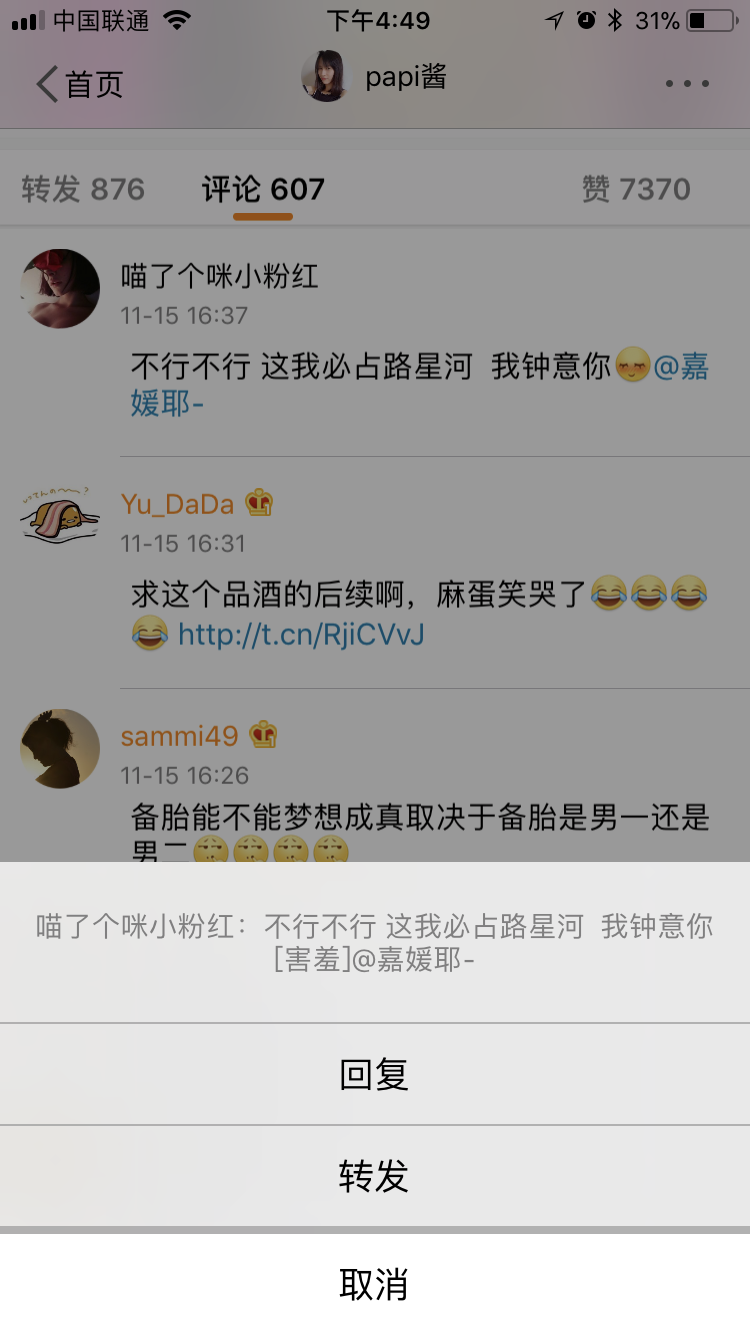 中国联通 下午4:49 31%
首页 papi酱
转发 876 评论 607 赞 7370
喵了个咪小粉红
11-15 16:37
不行不行 这我必占路星河 我钟意你@嘉
媛耶-
Yu_DaDa
11-15 16:31
求这个品酒的后续啊，麻蛋笑哭了
http://t.cn/RjiCVvJ
sammi49
11-15 16:26
备胎能不能梦想成真取决于备胎是男一还是
男二
喵了个咪小粉红：不行不行 这我必占路星河 我钟意你
[害羞]@嘉媛耶-
回复
转发
取消